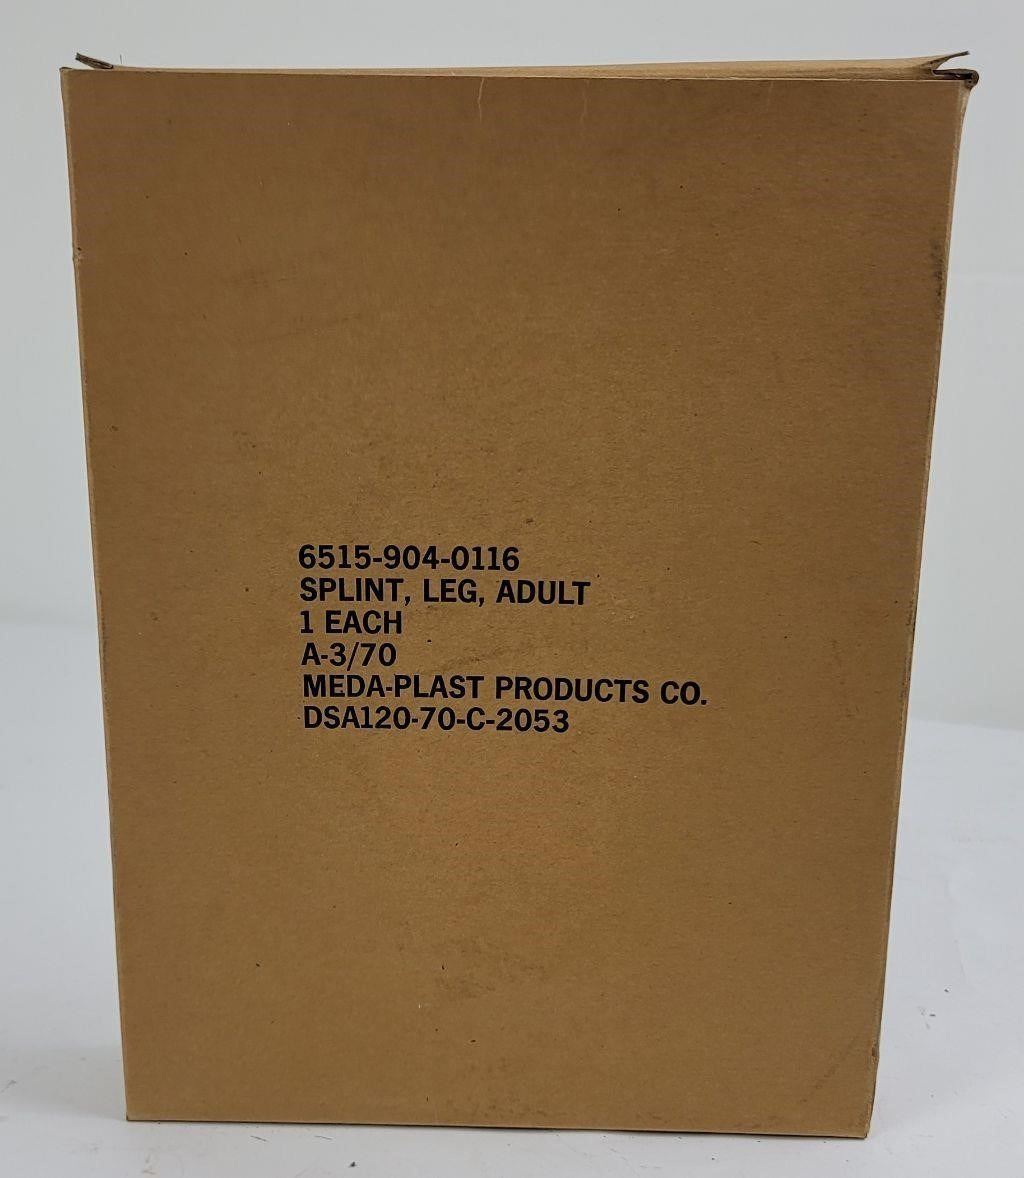 6515-904-0116
SPLINT, LEG, ADULT
1 EACH
A-3/70
MEDA-PLAST PRODUCTS CO.
DSA120-70-C-2053